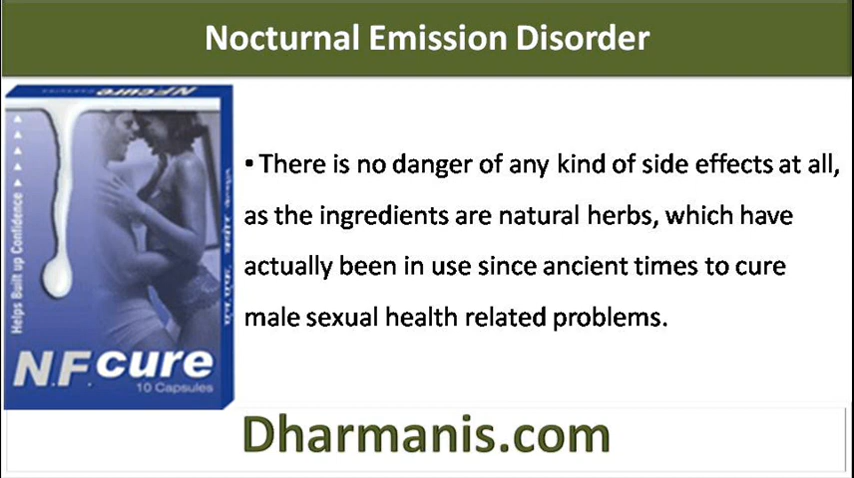 Nocturnal Emission Disorder
NFcure
Helps Built up Confidence
• There is no danger of any kind of side effects at all,
as the ingredients are natural herbs, which have
actually been in use since ancient times to cure
male sexual health related problems.
N.F. cure
10 Capsules
Dharmanis.com